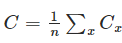 C = \frac{1}{n} \sum_x C_x